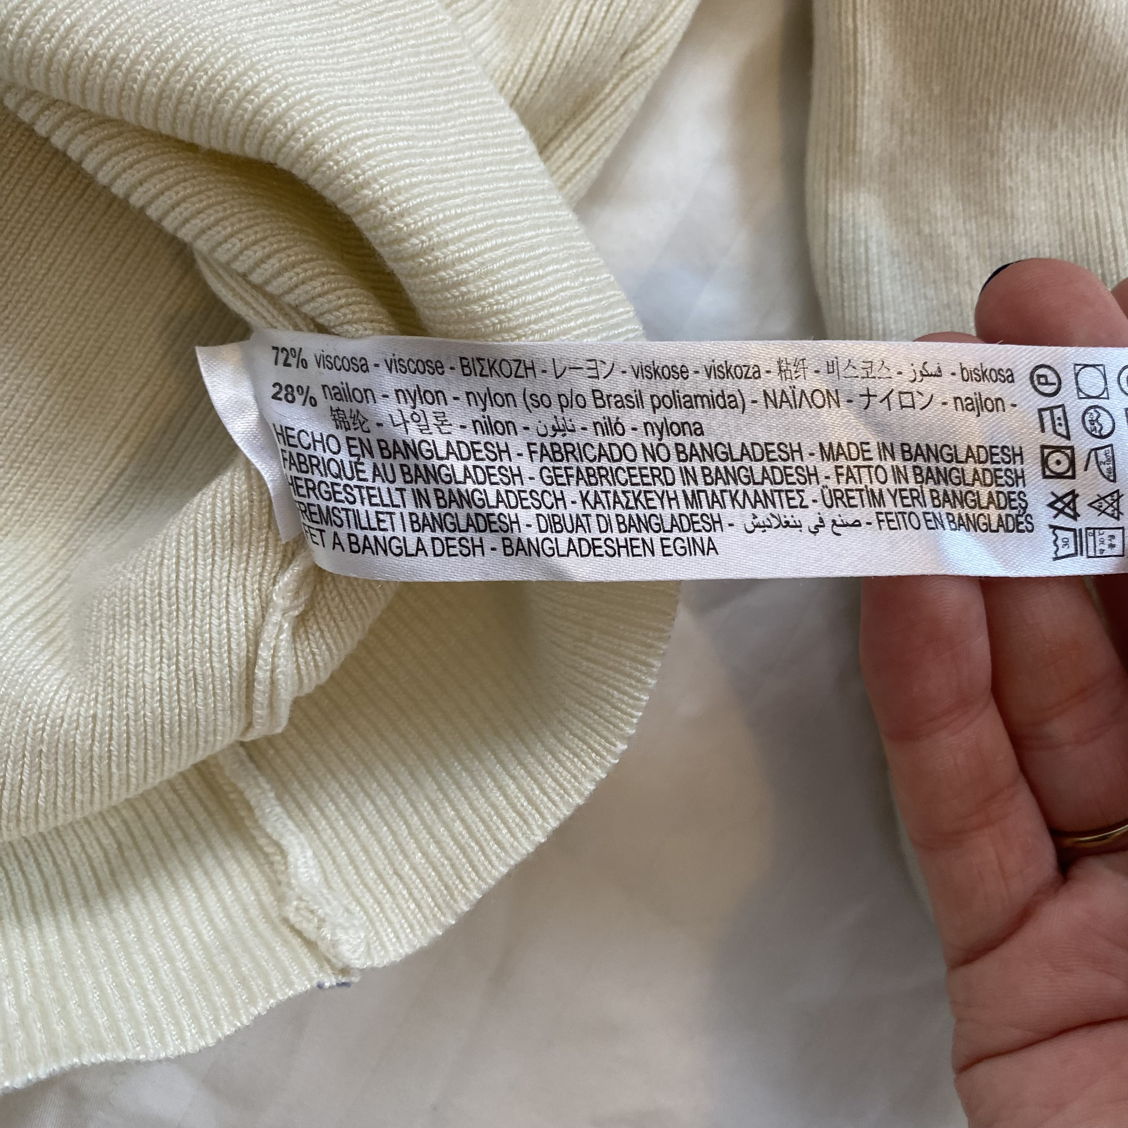 72% viscosa - viscose - ΒΙΣΚΟΖΗ - レーヨン - viskose - viskoza - 粘纤 - 비스코스 - فسكوز - biskosa
28% nailon - nylon - nylon (so p/o Brasil poliamida) - ΝΑΪΛΟΝ - ナイロン - najlon -
锦纶 - 나일론 - nilon - نايلون - niló - nylona
HECHO EN BANGLADESH - FABRICADO NO BANGLADESH - MADE IN BANGLADESH
FABRIQUÉ AU BANGLADESH - GEFABRICEERD IN BANGLADESH - FATTO IN BANGLADESH
HERGESTELLT IN BANGLADESCH - ΚΑΤΑΣΚΕΥΗ ΜΠΑΓΚΛΑΝΤΕΣ - ÜRETİM YERİ BANGLADEŞ
FREMSTILLET I BANGLADESH - DIBUAT DI BANGLADESH - صنع في بنغلاديش - FEITO EN BANGLADÉS
FET A BANGLA DESH - BANGLADESHEN EGINA
P
30